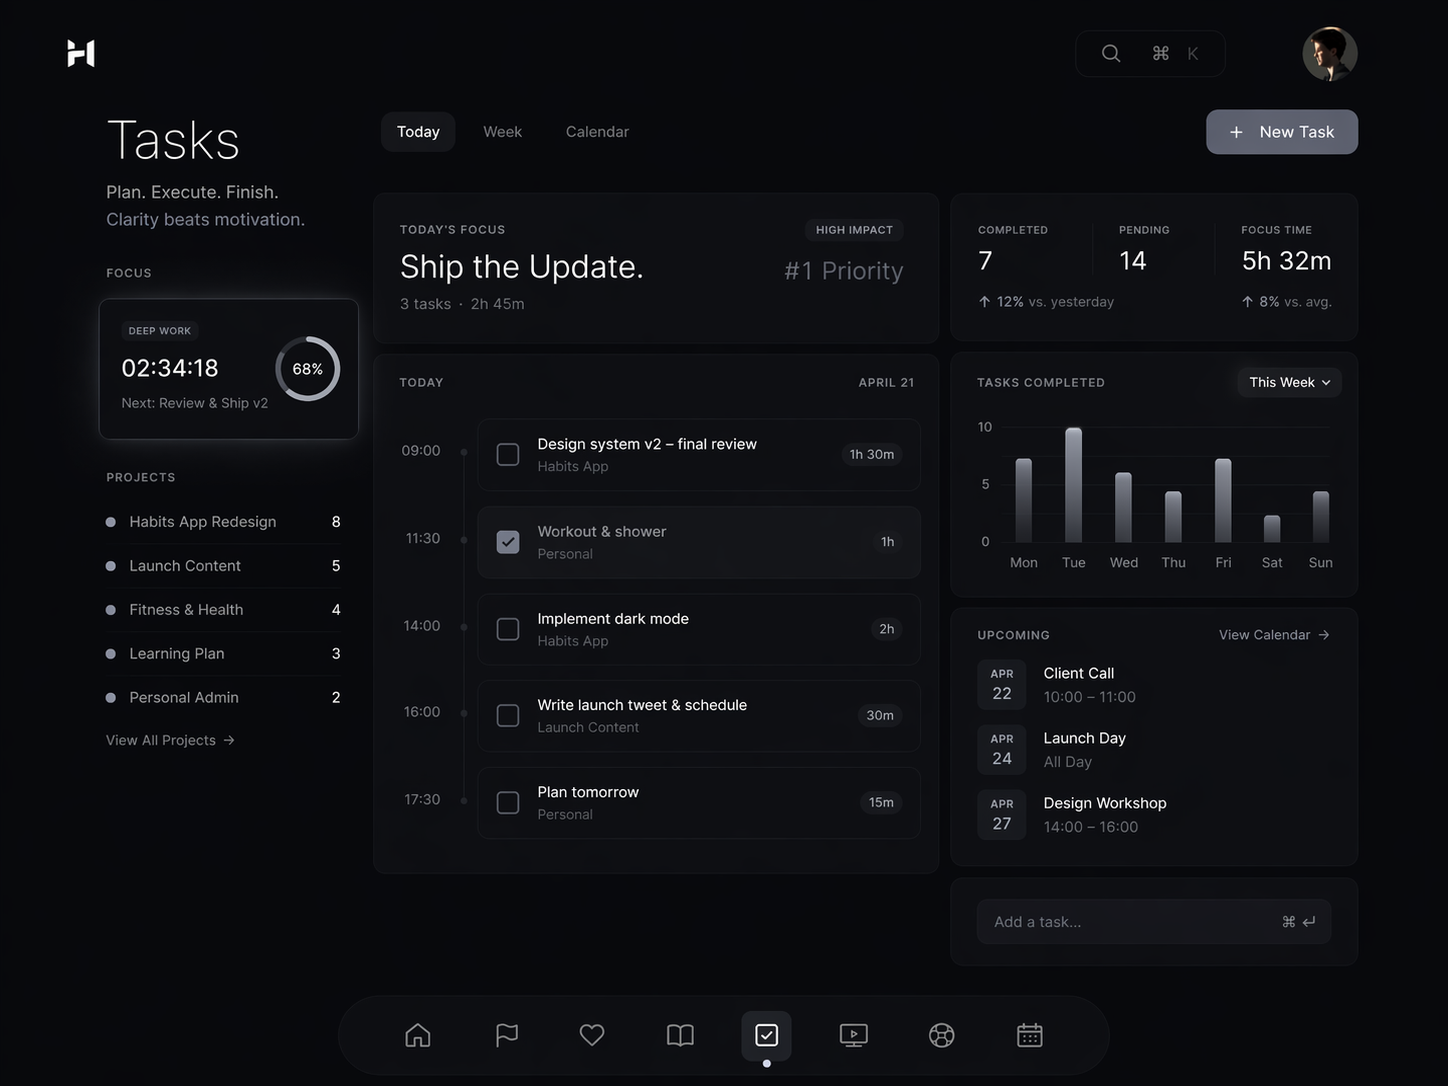 ⌘ K
Tasks
Plan. Execute. Finish.
Clarity beats motivation.
Today
Week
Calendar
+ New Task
FOCUS
DEEP WORK
02:34:18
68%
Next: Review & Ship v2
PROJECTS
Habits App Redesign 8
Launch Content 5
Fitness & Health 4
Learning Plan 3
Personal Admin 2
View All Projects →
TODAY'S FOCUS
HIGH IMPACT
Ship the Update.
#1 Priority
3 tasks · 2h 45m
TODAY
APRIL 21
09:00
Design system v2 – final review
Habits App
1h 30m
11:30
Workout & shower
Personal
1h
14:00
Implement dark mode
Habits App
2h
16:00
Write launch tweet & schedule
Launch Content
30m
17:30
Plan tomorrow
Personal
15m
COMPLETED
7
↑ 12% vs. yesterday
PENDING
14
FOCUS TIME
5h 32m
↑ 8% vs. avg.
TASKS COMPLETED
This Week
10
5
0
Mon Tue Wed Thu Fri Sat Sun
UPCOMING
View Calendar →
APR
22
Client Call
10:00 – 11:00
APR
24
Launch Day
All Day
APR
27
Design Workshop
14:00 – 16:00
Add a task...
⌘ ↵